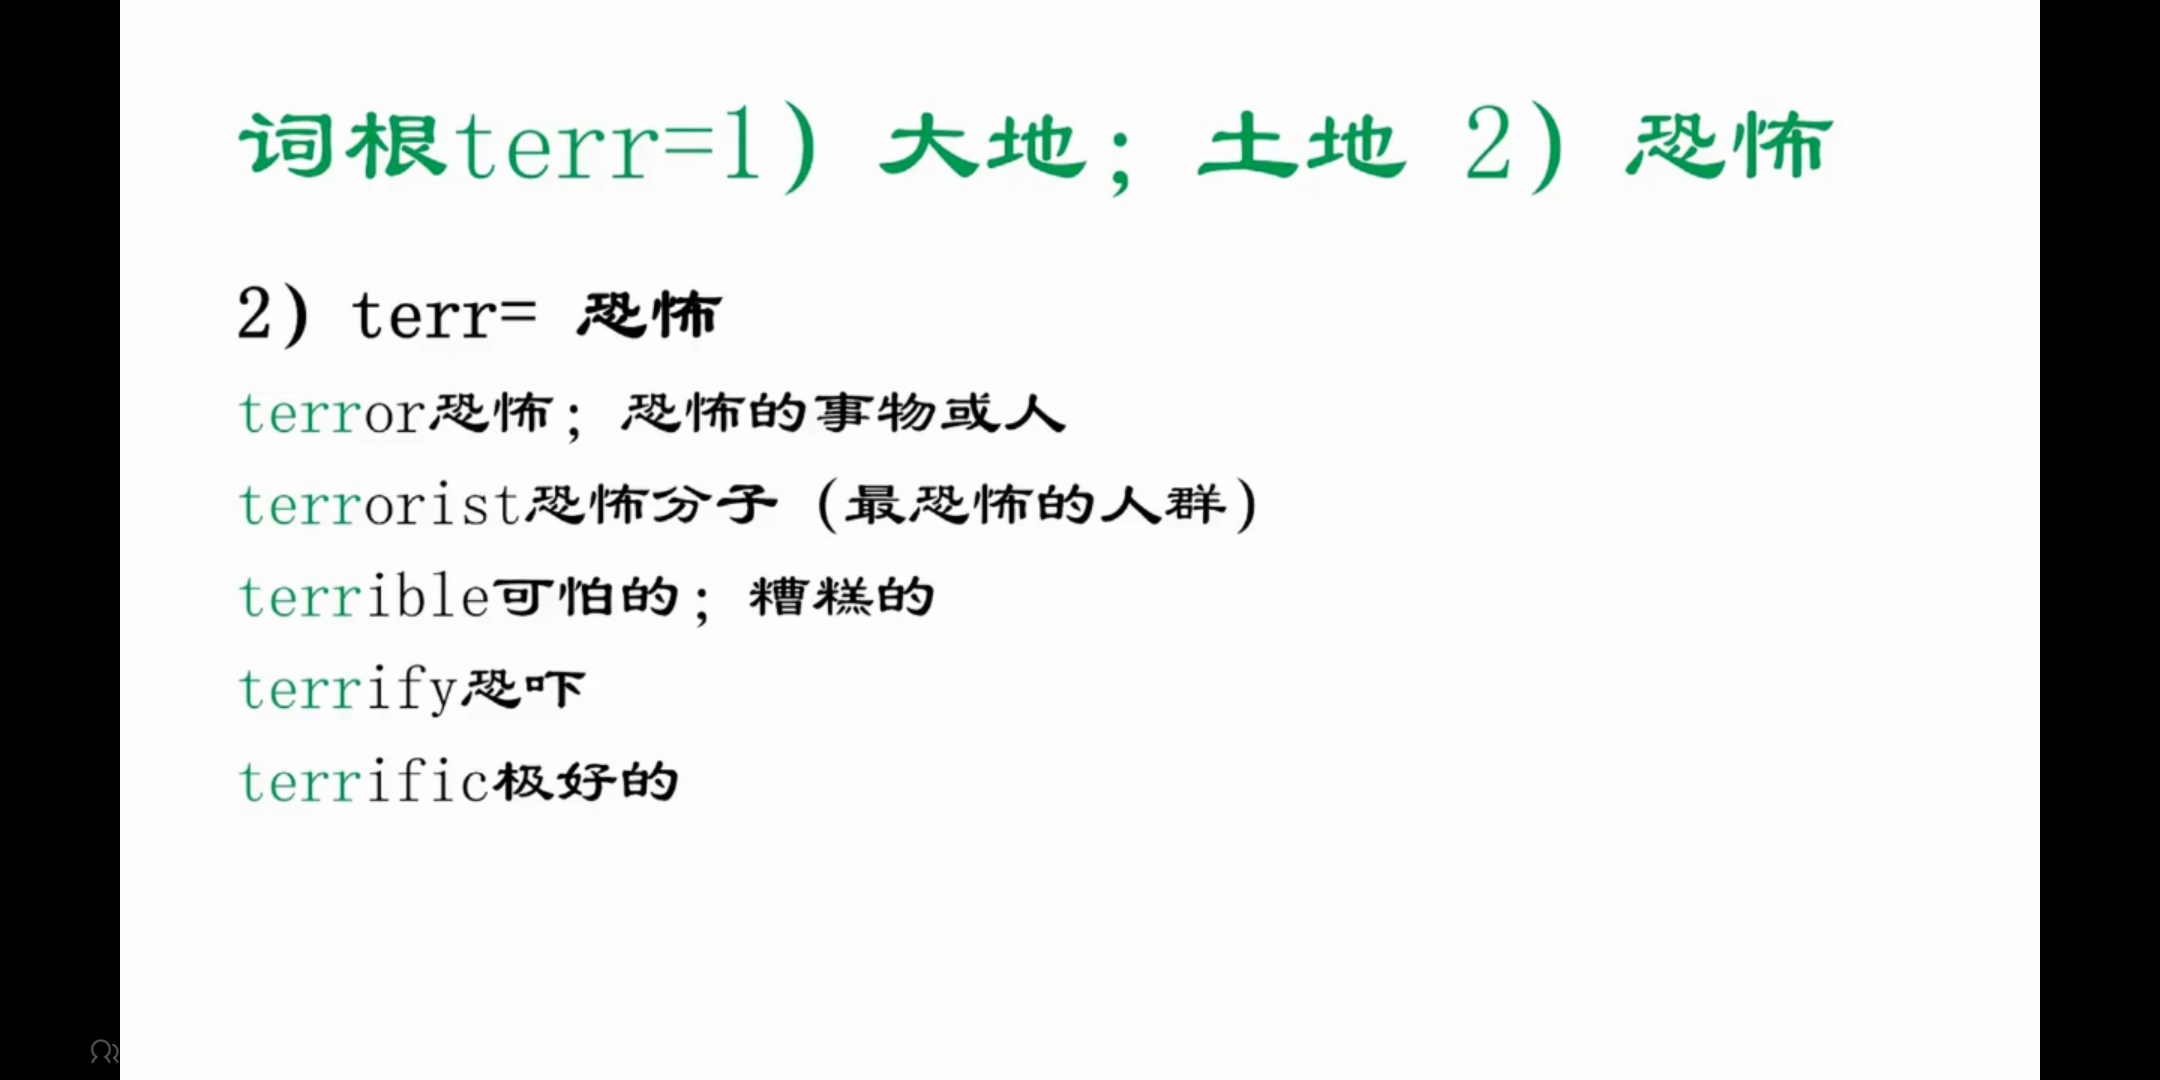 词根terr=1）大地；土地 2）恐怖
2）terr= 恐怖
terror恐怖；恐怖的事物或人
terrorist恐怖分子（最恐怖的人群）
terrible可怕的；糟糕的
terrify恐吓
terrific极好的